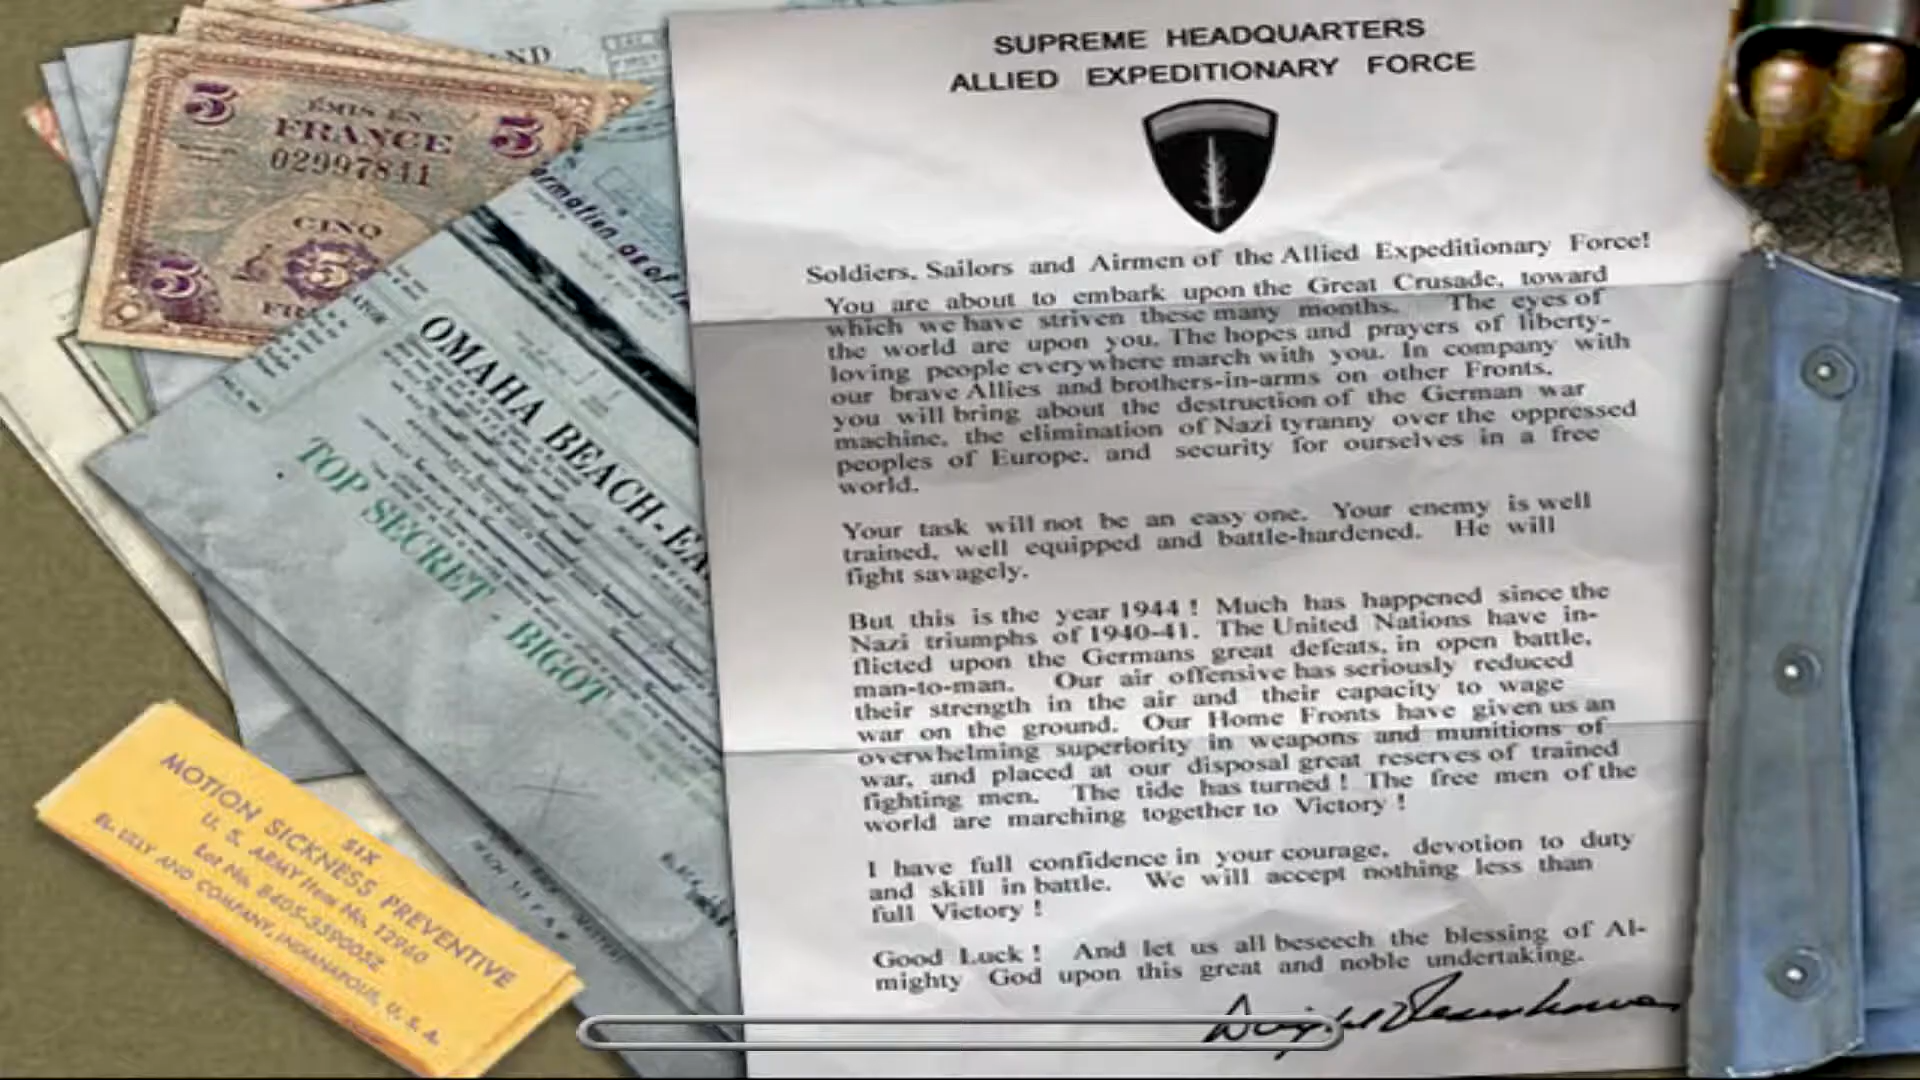 5
ÉMIS EN
5
FRANCE
02997841
CINQ
5
5
FR
ormation as of
OMAHA BEACH-EA
TOP SECRET - BIGOT
SIX
MOTION SICKNESS PREVENTIVE
U. S. ARMY Item No. 12960
Lot No. B405-359005Z
ELI LILLY AND COMPANY, INDIANAPOLIS, U. S. A.
SUPREME HEADQUARTERS
ALLIED EXPEDITIONARY FORCE
Soldiers, Sailors and Airmen of the Allied Expeditionary Force!
You are about to embark upon the Great Crusade, toward
which we have striven these many months. The eyes of
the world are upon you. The hopes and prayers of liberty-
loving people everywhere march with you. In company with
our brave Allies and brothers-in-arms on other Fronts,
you will bring about the destruction of the German war
machine, the elimination of Nazi tyranny over the oppressed
peoples of Europe, and security for ourselves in a free
world.
Your task will not be an easy one. Your enemy is well
trained, well equipped and battle-hardened. He will
fight savagely.
But this is the year 1944 ! Much has happened since the
Nazi triumphs of 1940-41. The United Nations have in-
flicted upon the Germans great defeats, in open battle,
man-to-man. Our air offensive has seriously reduced
their strength in the air and their capacity to wage
war on the ground. Our Home Fronts have given us an
overwhelming superiority in weapons and munitions of
war, and placed at our disposal great reserves of trained
fighting men. The tide has turned ! The free men of the
world are marching together to Victory !
I have full confidence in your courage, devotion to duty
and skill in battle. We will accept nothing less than
full Victory !
Good Luck ! And let us all beseech the blessing of Al-
mighty God upon this great and noble undertaking.
Dwight D Eisenhower